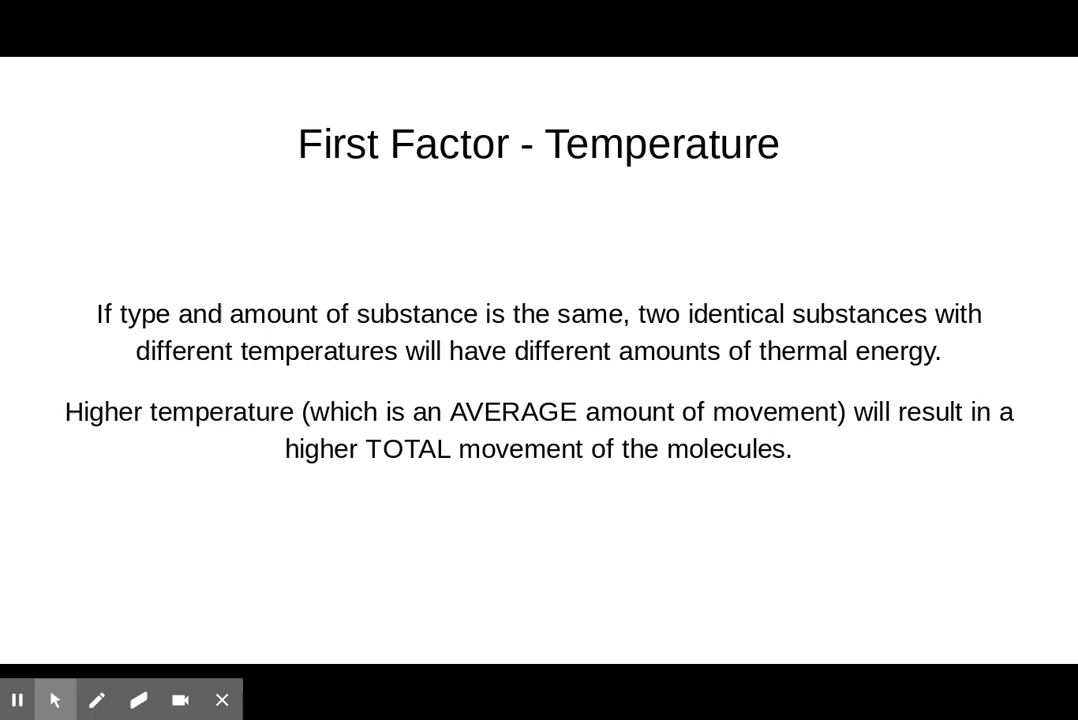 First Factor - Temperature
If type and amount of substance is the same, two identical substances with
different temperatures will have different amounts of thermal energy.
Higher temperature (which is an AVERAGE amount of movement) will result in a
higher TOTAL movement of the molecules.